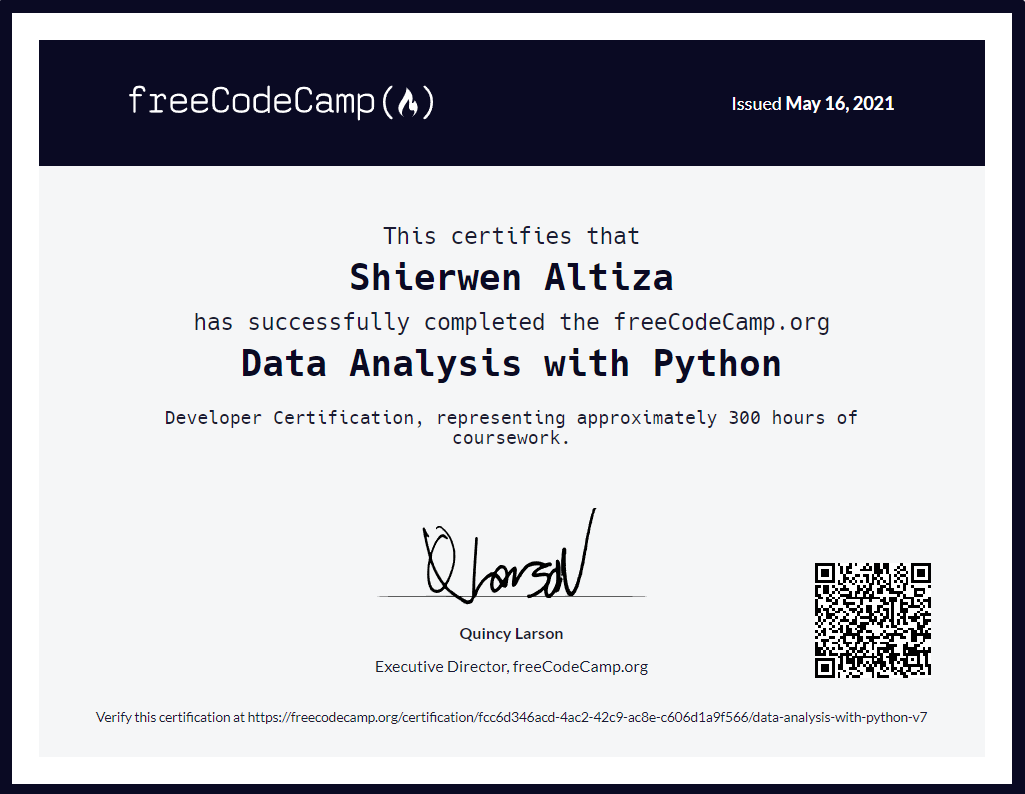 freeCodeCamp(🔥)
Issued May 16, 2021
This certifies that
Shierwen Altiza
has successfully completed the freeCodeCamp.org
Data Analysis with Python
Developer Certification, representing approximately 300 hours of
coursework.
Q Larson
Quincy Larson
Executive Director, freeCodeCamp.org
Verify this certification at https://freecodecamp.org/certification/fcc6d346acd-4ac2-42c9-ac8e-c606d1a9f566/data-analysis-with-python-v7